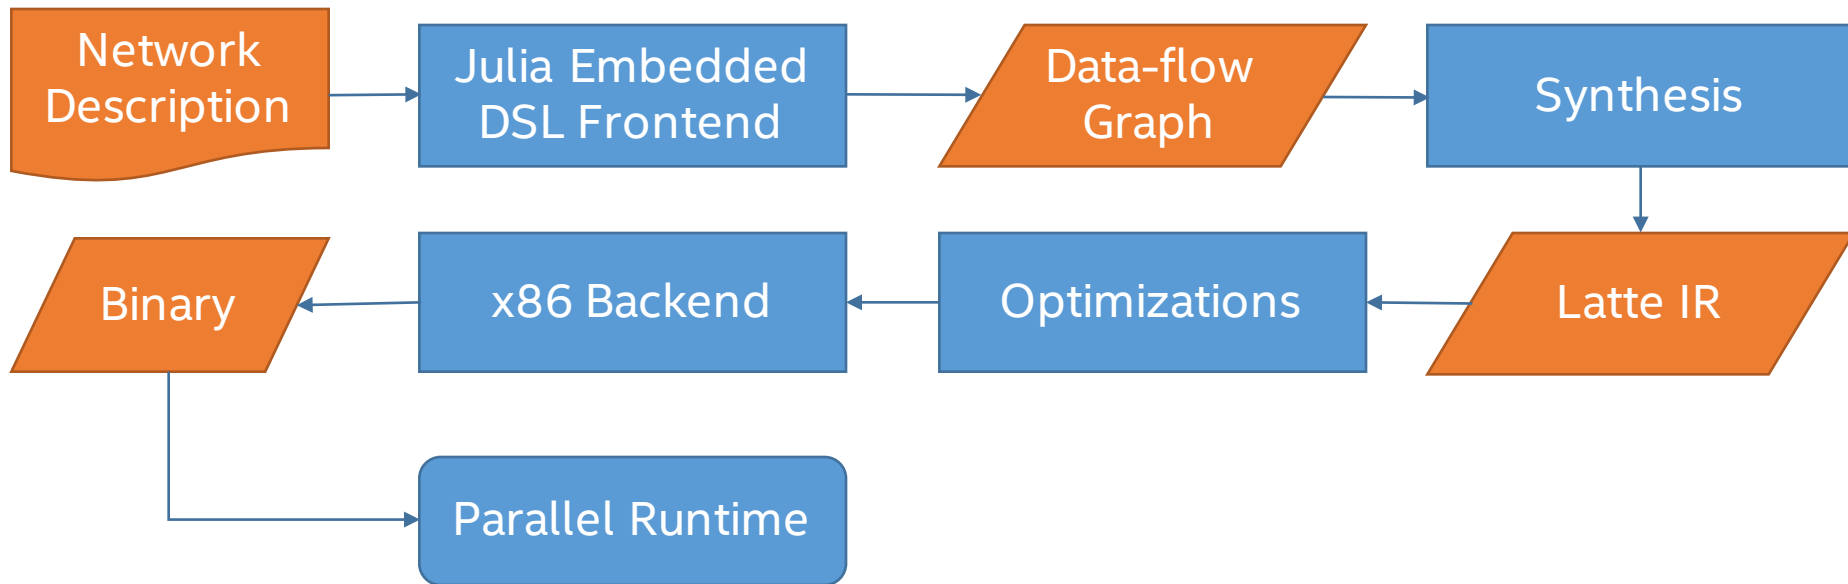 Network
Description
Julia Embedded
DSL Frontend
Data-flow
Graph
Synthesis
Binary
x86 Backend
Optimizations
Latte IR
Parallel Runtime